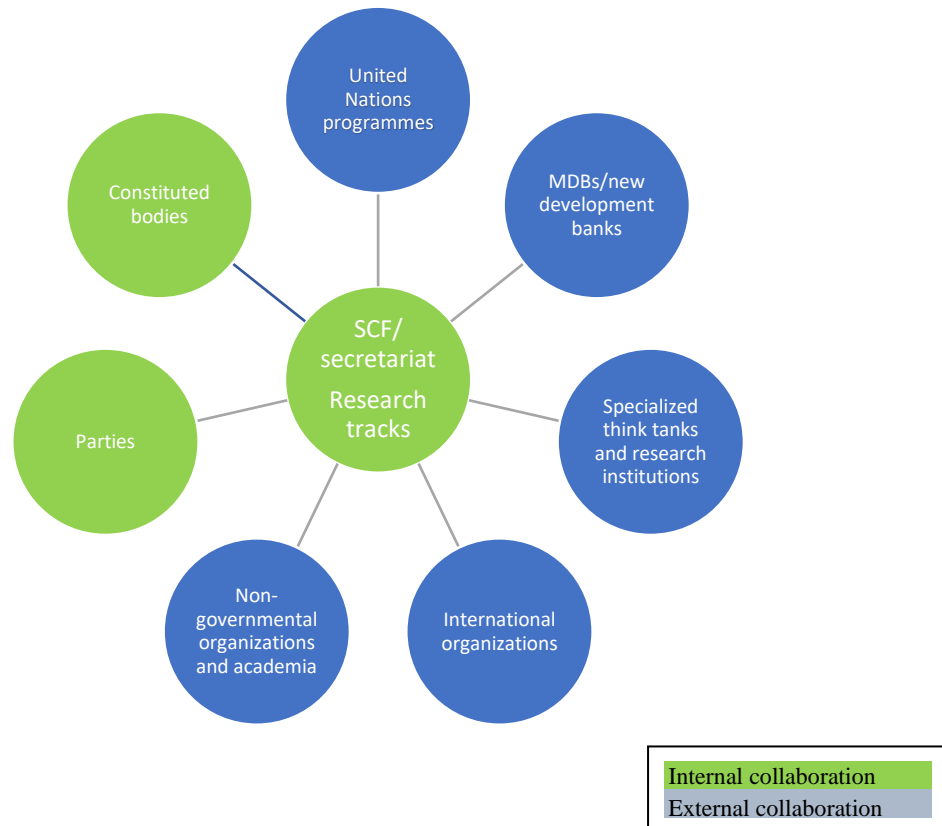 United
Nations
programmes
MDBs/new
development
banks
Constituted
bodies
SCF/
secretariat
Research
tracks
Specialized
think tanks
and research
institutions
Parties
Non-
governmental
organizations
and academia
International
organizations
Internal collaboration
External collaboration